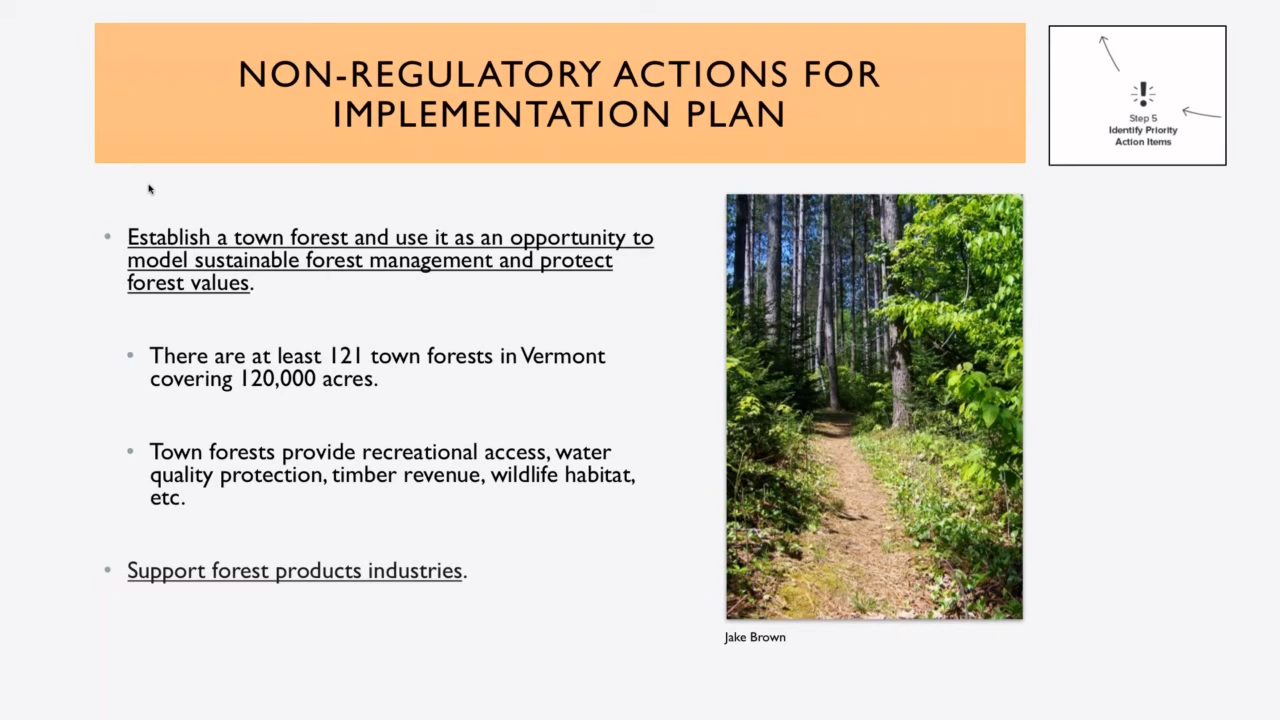 NON-REGULATORY ACTIONS FOR
IMPLEMENTATION PLAN
Step 5
Identify Priority
Action Items
• Establish a town forest and use it as an opportunity to
model sustainable forest management and protect
forest values.
• There are at least 121 town forests in Vermont
covering 120,000 acres.
• Town forests provide recreational access, water
quality protection, timber revenue, wildlife habitat,
etc.
• Support forest products industries.
Jake Brown